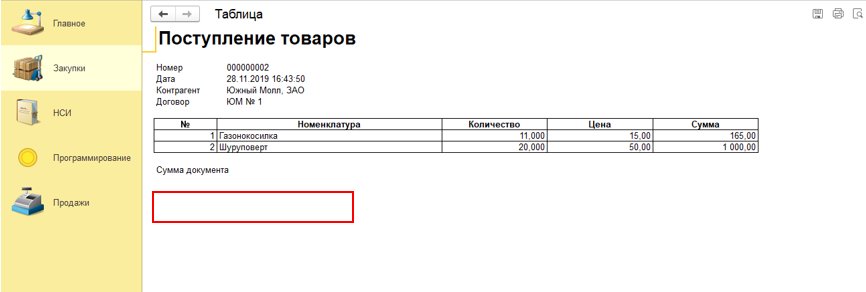 Главное
Закупки
НСИ
Программирование
Продажи
Таблица
Поступление товаров
Номер 000000002
Дата 28.11.2019 16:43:50
Контрагент Южный Молл, ЗАО
Договор ЮМ № 1
№ Номенклатура Количество Цена Сумма
1 Газонокосилка 11,000 15,00 165,00
2 Шуруповерт 20,000 50,00 1 000,00
Сумма документа